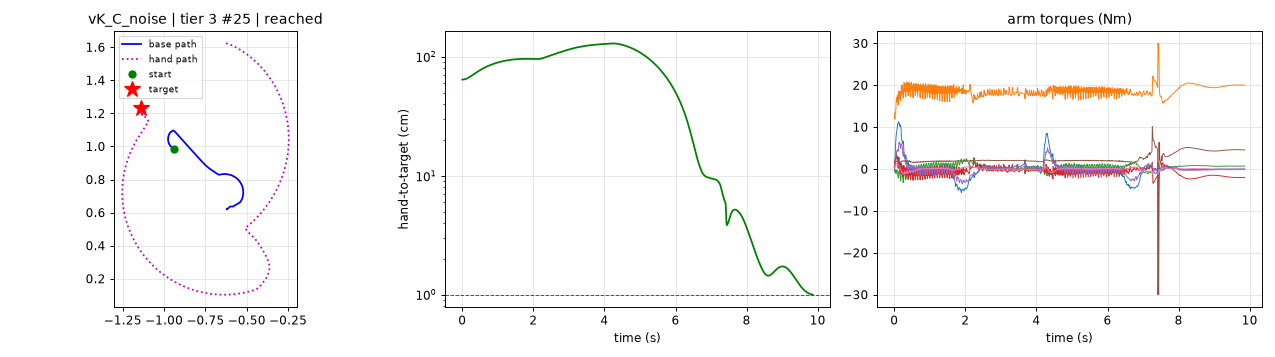 vK_C_noise | tier 3 #25 | reached
base path
hand path
start
target
1.6
1.4
1.2
1.0
0.8
0.6
0.4
0.2
−1.25 −1.00 −0.75 −0.50 −0.25
hand-to-target (cm)
10²
10¹
10⁰
0 2 4 6 8 10
time (s)
arm torques (Nm)
30
20
10
0
−10
−20
−30
0 2 4 6 8 10
time (s)